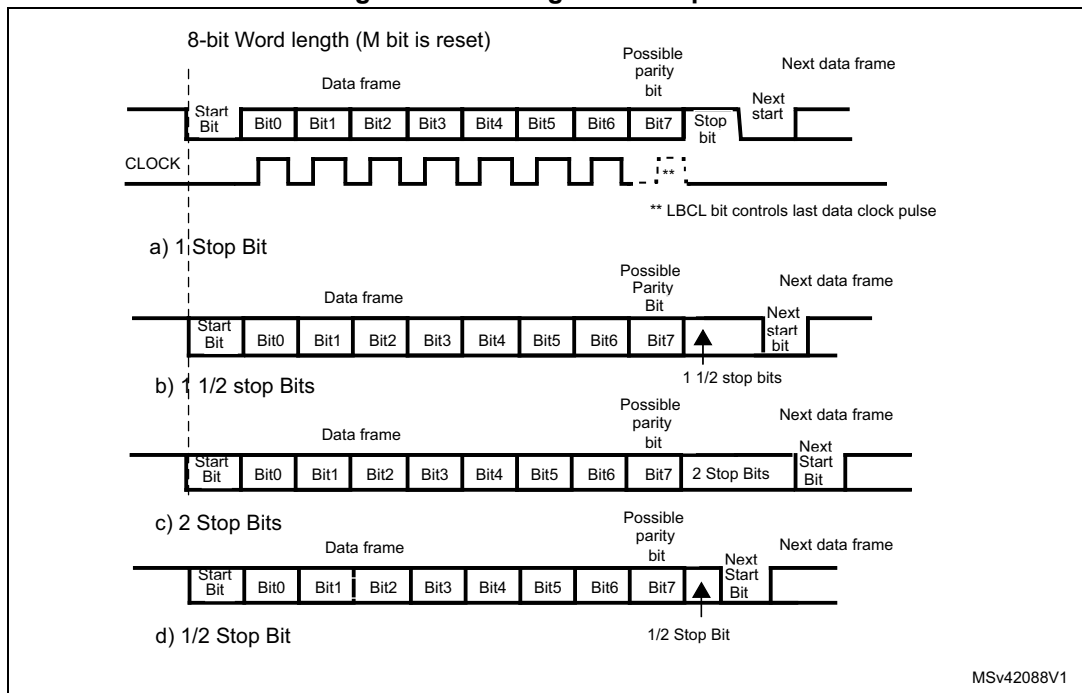 8-bit Word length (M bit is reset)
Possible
parity
bit
Next data frame
Data frame
Next
start
Start
Bit
Bit0
Bit1
Bit2
Bit3
Bit4
Bit5
Bit6
Bit7
Stop
bit
CLOCK
**
** LBCL bit controls last data clock pulse
a) 1 Stop Bit
Possible
Parity
Bit
Next data frame
Data frame
Next
start
bit
Start
Bit
Bit0
Bit1
Bit2
Bit3
Bit4
Bit5
Bit6
Bit7
1 1/2 stop bits
b) 1 1/2 stop Bits
Possible
parity
bit
Next data frame
Data frame
Next
Start
Bit
Start
Bit
Bit0
Bit1
Bit2
Bit3
Bit4
Bit5
Bit6
Bit7
2 Stop Bits
c) 2 Stop Bits
Possible
parity
bit
Next data frame
Data frame
Next
Start
Bit
Start
Bit
Bit0
Bit1
Bit2
Bit3
Bit4
Bit5
Bit6
Bit7
1/2 Stop Bit
d) 1/2 Stop Bit
MSv42088V1